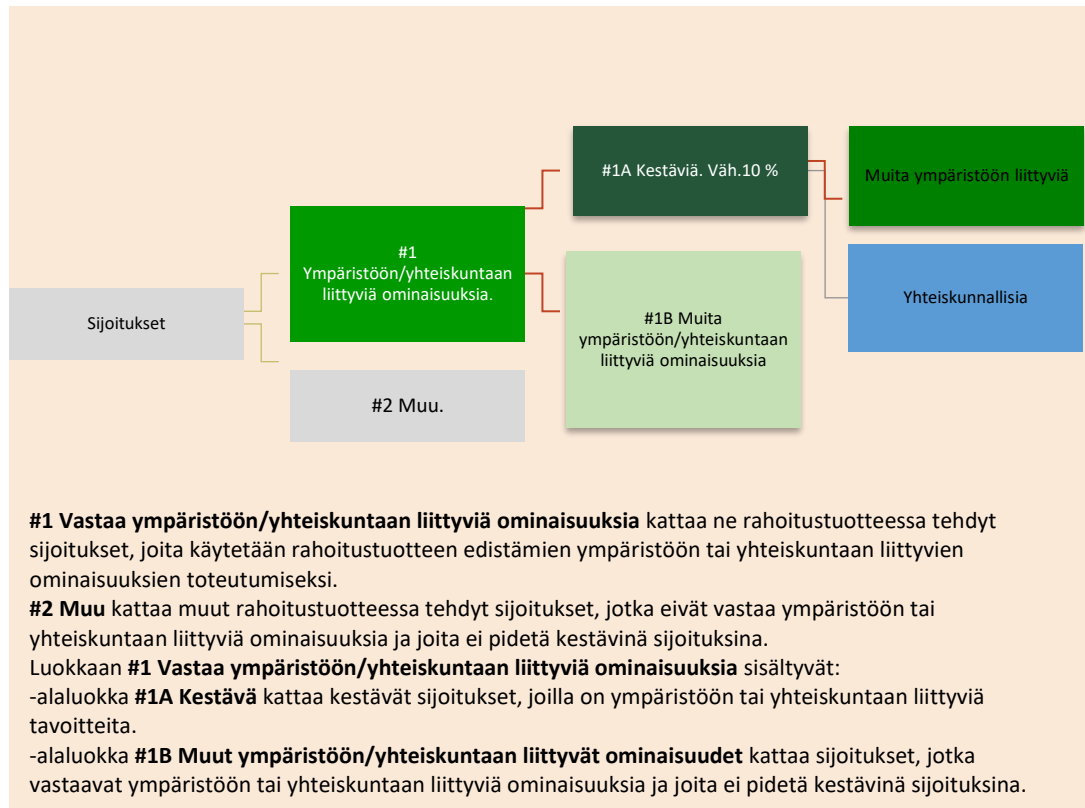 #1A Kestäviä. Väh.10 %
Muita ympäristöön liittyviä
#1
Ympäristöön/yhteiskuntaan
liittyviä ominaisuuksia.
Sijoitukset
#1B Muita
ympäristöön/yhteiskuntaan
liittyviä ominaisuuksia
Yhteiskunnallisia
#2 Muu.
#1 Vastaa ympäristöön/yhteiskuntaan liittyviä ominaisuuksia kattaa ne rahoitustuotteessa tehdyt
sijoitukset, joita käytetään rahoitustuotteen edistämien ympäristöön tai yhteiskuntaan liittyvien
ominaisuuksien toteutumiseksi.
#2 Muu kattaa muut rahoitustuotteessa tehdyt sijoitukset, jotka eivät vastaa ympäristöön tai
yhteiskuntaan liittyviä ominaisuuksia ja joita ei pidetä kestävinä sijoituksina.
Luokkaan #1 Vastaa ympäristöön/yhteiskuntaan liittyviä ominaisuuksia sisältyvät:
-alaluokka #1A Kestävä kattaa kestävät sijoitukset, joilla on ympäristöön tai yhteiskuntaan liittyviä
tavoitteita.
-alaluokka #1B Muut ympäristöön/yhteiskuntaan liittyvät ominaisuudet kattaa sijoitukset, jotka
vastaavat ympäristöön tai yhteiskuntaan liittyviä ominaisuuksia ja joita ei pidetä kestävinä sijoituksina.